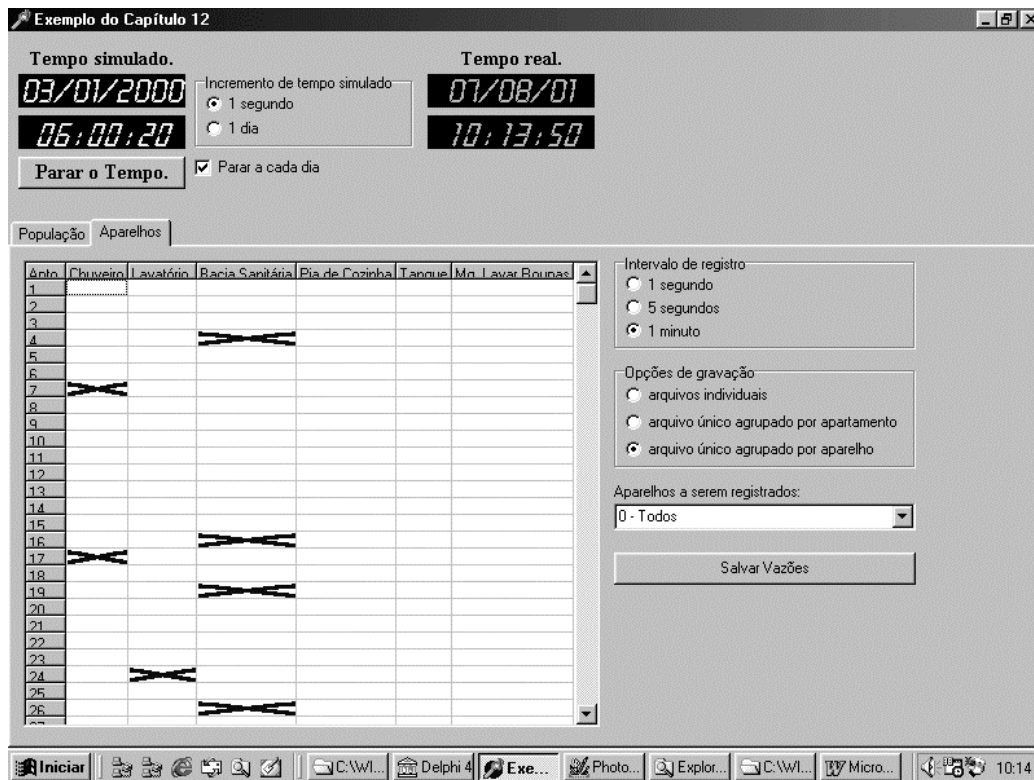 Exemplo do Capítulo 12
Tempo simulado.
03/01/2000
06:00:20
Parar o Tempo.
Incremento de tempo simulado
1 segundo
1 dia
Parar a cada dia
Tempo real.
07/08/01
10:13:50
População Aparelhos
Apto. Chuveiro Lavatório Bacia Sanitária Pia de Cozinha Tanque Mq. Lavar Roupas
1
2
3
4
5
6
7
8
9
10
11
12
13
14
15
16
17
18
19
20
21
22
23
24
25
26
27
Intervalo de registro
1 segundo
5 segundos
1 minuto
Opções de gravação
arquivos individuais
arquivo único agrupado por apartamento
arquivo único agrupado por aparelho
Aparelhos a serem registrados:
0 - Todos
Salvar Vazões
Iniciar C:\WI... Delphi 4 Exe... Photo... Explor... C:\WI... Micro... 10:14